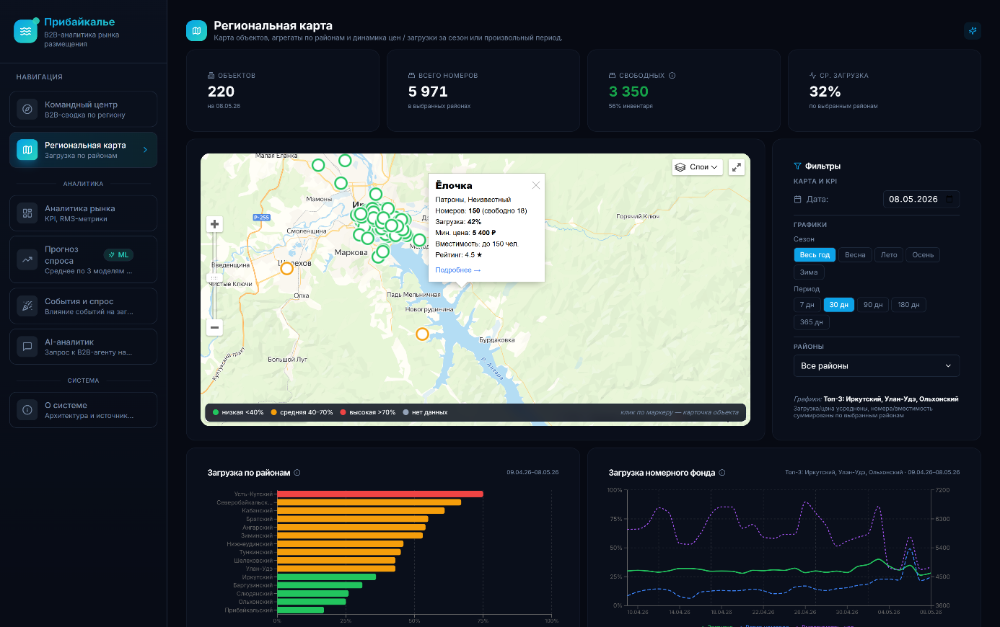 Прибайкалье
B2B-аналитика рынка
размещения
НАВИГАЦИЯ
Командный центр
B2B-сводка по региону
Региональная карта
Загрузка по районам
АНАЛИТИКА
Аналитика рынка
KPI, RMS-метрики
Прогноз
спроса
ML
Среднее по 3 моделям ...
События и спрос
Влияние событий на заг...
AI-аналитик
Запрос к B2B-агенту на...
СИСТЕМА
О системе
Архитектура и источник...
Региональная карта
Карта объектов, агрегаты по районам и динамика цен / загрузки за сезон или произвольный период.
ОБЪЕКТОВ
220
на 08.05.26
ВСЕГО НОМЕРОВ
5 971
в выбранных районах
СВОБОДНЫХ
3 350
56% инвентаря
СР. ЗАГРУЗКА
32%
по выбранным районам
Малая Еланка
Мамоны
Р-255
Смоленщина
Маркова
Введенщина
Чистые Ключи
Олха
Падь Мельничная
Новогрудинина
Бурдаковка
Большой Луг
Култукский тракт
р. Ангара
Горячий Ключ
Слои
Ёлочка
Патроны, Неизвестный
Номеров: 150 (свободно 18)
Загрузка: 42%
Мин. цена: 5 400 ₽
Вместимость: до 150 чел.
Рейтинг: 4.5 ★
Подробнее →
низкая <40%
средняя 40–70%
высокая >70%
нет данных
клик по маркеру — карточка объекта
Фильтры
КАРТА И KPI
Дата:
08.05.2026
ГРАФИКИ
Сезон
Весь год
Весна
Лето
Осень
Зима
Период
7 дн
30 дн
90 дн
180 дн
365 дн
РАЙОНЫ
Все районы
Графики: Топ-3: Иркутский, Улан-Удэ, Ольхонский
Загрузка/цена усреднены, номера/вместимость
суммированы по выбранным районам
Загрузка по районам
09.04.26–08.05.26
Усть-Кутский
Северобайкальск...
Кабанский
Братский
Ангарский
Зиминский
Нижнеудинский
Тункинский
Шелеховский
Улан-Удэ
Иркутский
Баргузинский
Слюдянский
Ольхонский
Прибайкальский
0%
25%
50%
75%
100%
Загрузка номерного фонда
Топ-3: Иркутский, Улан-Удэ, Ольхонский · 09.04.26–08.05.26
100%
75%
50%
25%
0%
7200
6300
5400
4500
3600
10.04.26
14.04.26
18.04.26
22.04.26
26.04.26
30.04.26
04.05.26
08.05.26